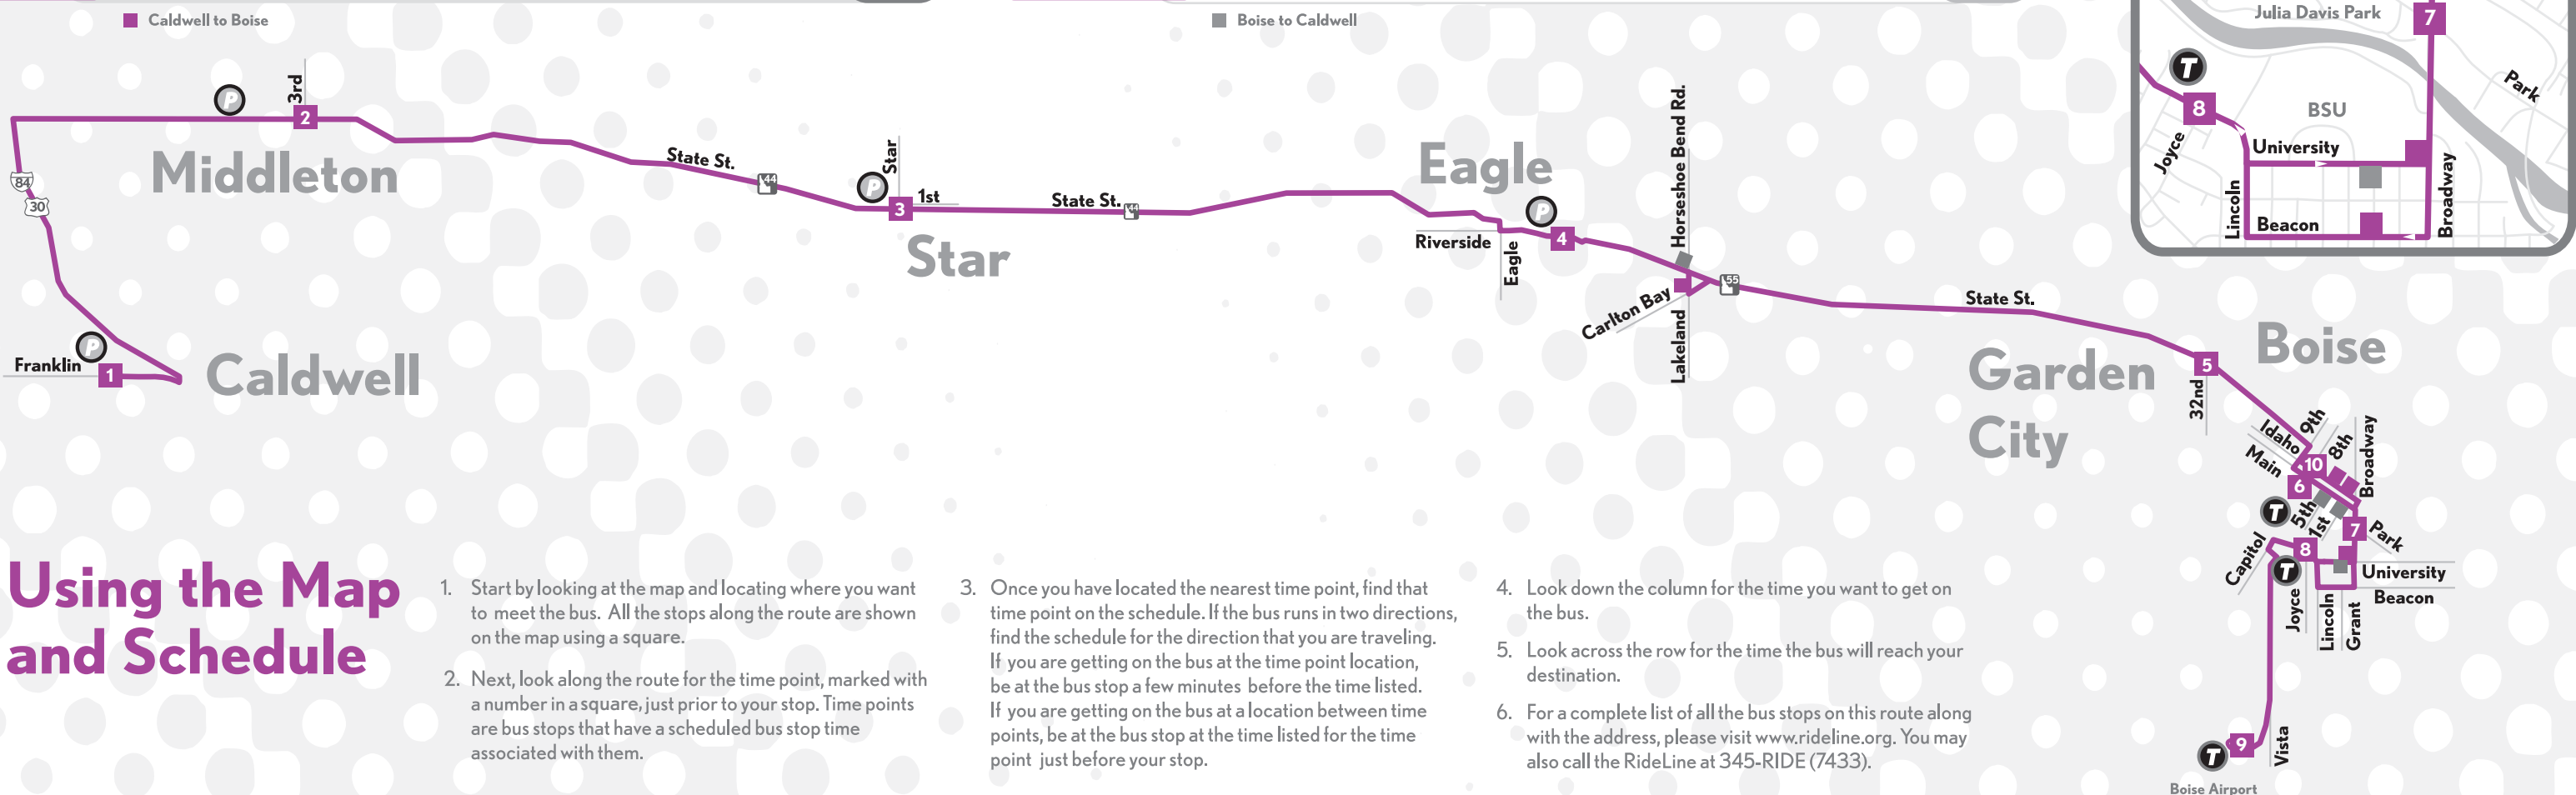 Caldwell to Boise
Boise to Caldwell
Julia Davis Park
7
T
8
Joyce
BSU
Park
University
Lincoln
Beacon
Broadway
P
3rd
2
Middleton
84
30
P
Franklin
1
Caldwell
State St.
44
P
Star
3
1st
Star
State St.
44
Eagle
P
Riverside
4
Eagle
Horseshoe Bend Rd.
Carlton Bay
Lakeland
55
State St.
Garden
City
5
32nd
Boise
Idaho
9th
Main
10
8th
Broadway
6
T
5th
1st
7
Park
Capitol
8
T
University
Beacon
Joyce
Lincoln
Grant
T
9
Vista
Boise Airport
Using the Map
and Schedule
1. Start by looking at the map and locating where you want
to meet the bus. All the stops along the route are shown
on the map using a square.
2. Next, look along the route for the time point, marked with
a number in a square, just prior to your stop. Time points
are bus stops that have a scheduled bus stop time
associated with them.
3. Once you have located the nearest time point, find that
time point on the schedule. If the bus runs in two directions,
find the schedule for the direction that you are traveling.
If you are getting on the bus at the time point location,
be at the bus stop a few minutes before the time listed.
If you are getting on the bus at a location between time
points, be at the bus stop at the time listed for the time
point just before your stop.
4. Look down the column for the time you want to get on
the bus.
5. Look across the row for the time the bus will reach your
destination.
6. For a complete list of all the bus stops on this route along
with the address, please visit www.rideline.org. You may
also call the RideLine at 345-RIDE (7433).